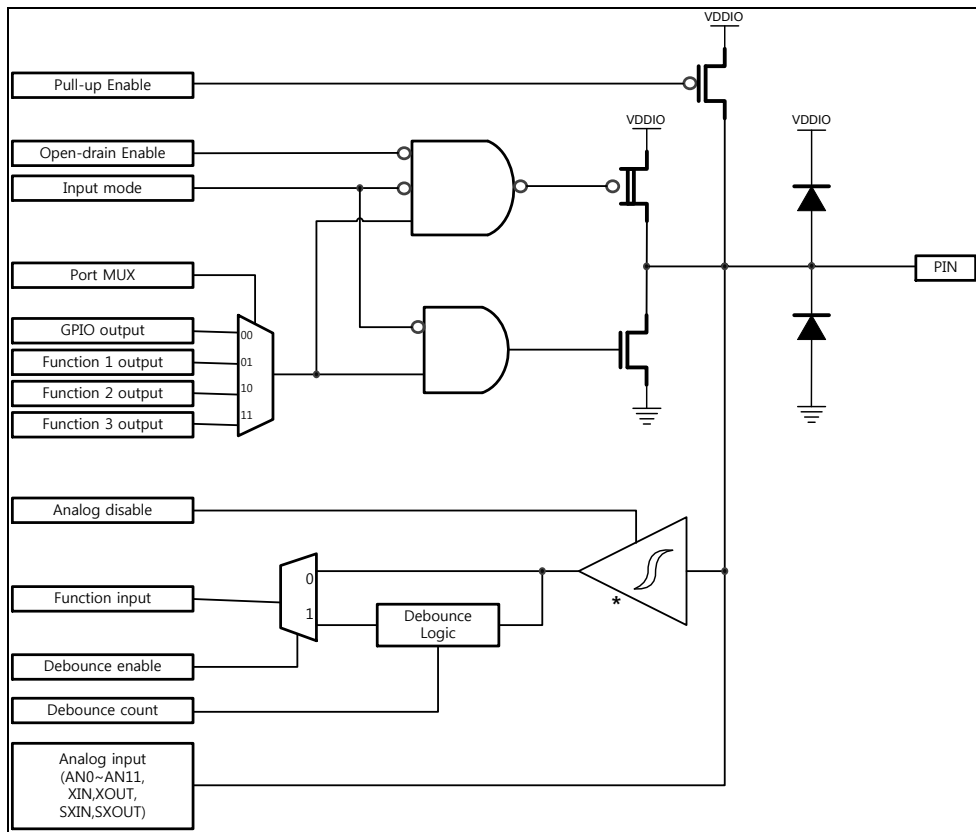 VDDIO
Pull-up Enable
VDDIO
VDDIO
Open-drain Enable
Input mode
Port MUX
PIN
GPIO output
00
Function 1 output
01
Function 2 output
10
Function 3 output
11
Analog disable
Function input
0
1
*
Debounce
Logic
Debounce enable
Debounce count
Analog input
(AN0~AN11,
XIN,XOUT,
SXIN,SXOUT)